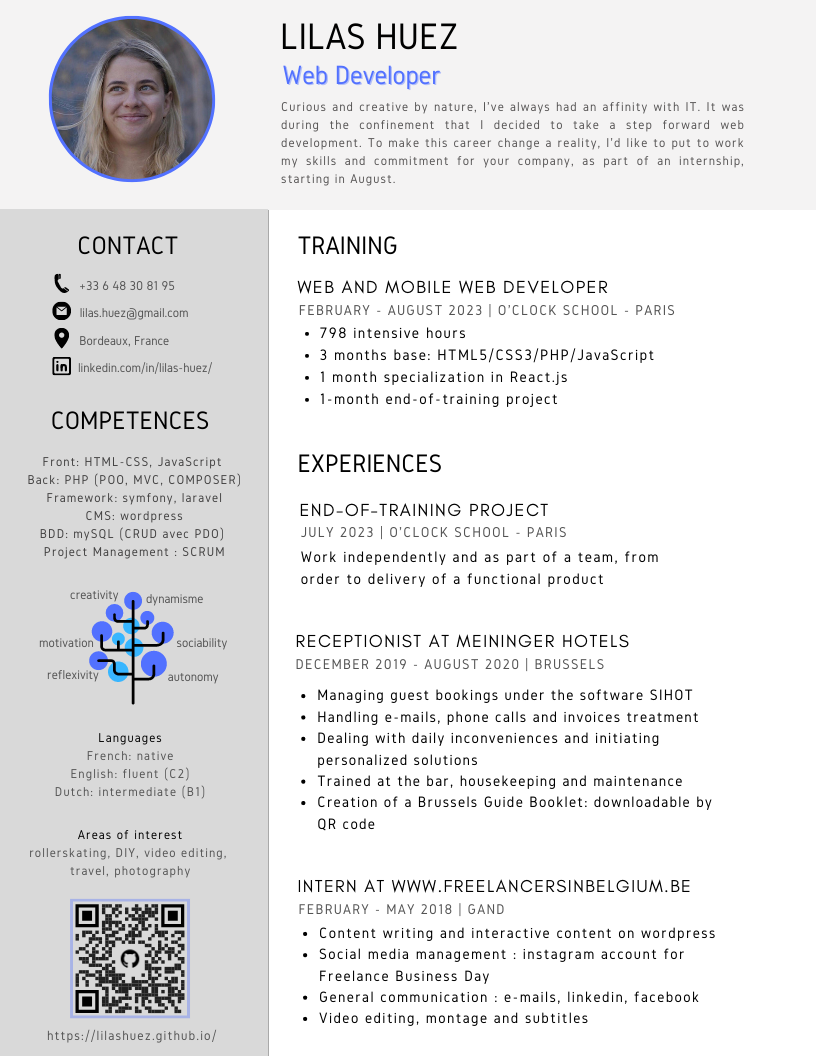 LILAS HUEZ
Web Developer
Curious and creative by nature, I've always had an affinity with IT. It was
during the confinement that I decided to take a step forward web
development. To make this career change a reality, I'd like to put to work
my skills and commitment for your company, as part of an internship,
starting in August.
CONTACT
+33 6 48 30 81 95
lilas.huez@gmail.com
Bordeaux, France
linkedin.com/in/lilas-huez/
COMPETENCES
Front: HTML-CSS, JavaScript
Back: PHP (POO, MVC, COMPOSER)
Framework: symfony, laravel
CMS: wordpress
BDD: mySQL (CRUD avec PDO)
Project Management : SCRUM
creativity
dynamisme
motivation
sociability
reflexivity
autonomy
Languages
French: native
English: fluent (C2)
Dutch: intermediate (B1)
Areas of interest
rollerskating, DIY, video editing,
travel, photography
https://lilashuez.github.io/
TRAINING
WEB AND MOBILE WEB DEVELOPER
FEBRUARY - AUGUST 2023 | O'CLOCK SCHOOL - PARIS
• 798 intensive hours
• 3 months base: HTML5/CSS3/PHP/JavaScript
• 1 month specialization in React.js
• 1-month end-of-training project
EXPERIENCES
END-OF-TRAINING PROJECT
JULY 2023 | O'CLOCK SCHOOL - PARIS
Work independently and as part of a team, from
order to delivery of a functional product
RECEPTIONIST AT MEININGER HOTELS
DECEMBER 2019 - AUGUST 2020 | BRUSSELS
• Managing guest bookings under the software SIHOT
• Handling e-mails, phone calls and invoices treatment
• Dealing with daily inconveniences and initiating
personalized solutions
• Trained at the bar, housekeeping and maintenance
• Creation of a Brussels Guide Booklet: downloadable by
QR code
INTERN AT WWW.FREELANCERSINBELGIUM.BE
FEBRUARY - MAY 2018 | GAND
• Content writing and interactive content on wordpress
• Social media management : instagram account for
Freelance Business Day
• General communication : e-mails, linkedin, facebook
• Video editing, montage and subtitles